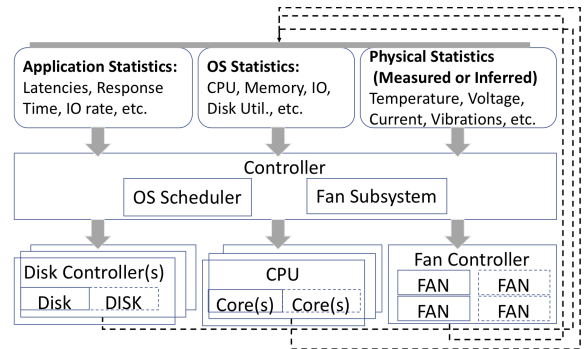 Application Statistics:
Latencies, Response
Time, IO rate, etc.
OS Statistics:
CPU, Memory, IO,
Disk Util., etc.
Physical Statistics
(Measured or Inferred)
Temperature, Voltage,
Current, Vibrations, etc.
Controller
OS Scheduler
Fan Subsystem
Disk Controller(s)
Disk
DISK
CPU
Core(s)
Core(s)
Fan Controller
FAN
FAN
FAN
FAN